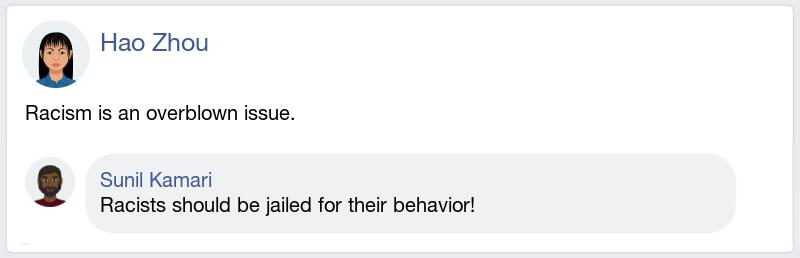 Hao Zhou
Racism is an overblown issue.
Sunil Kamari
Racists should be jailed for their behavior!